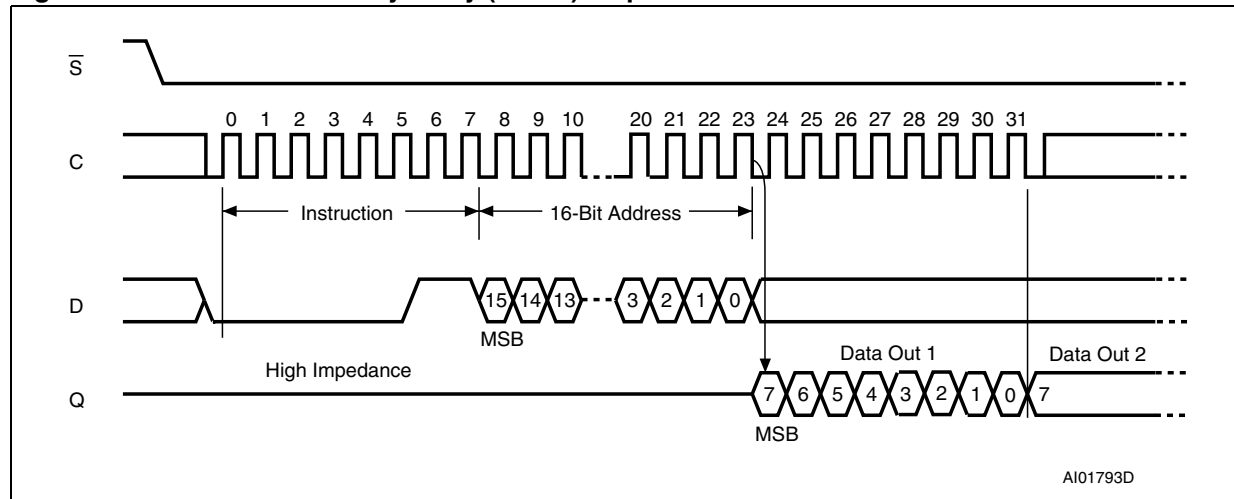 S
0 1 2 3 4 5 6 7 8 9 10 20 21 22 23 24 25 26 27 28 29 30 31
C
Instruction 16-Bit Address
D
15 14 13 3 2 1 0
MSB
High Impedance
Data Out 1 Data Out 2
Q
7 6 5 4 3 2 1 0 7
MSB
AI01793D